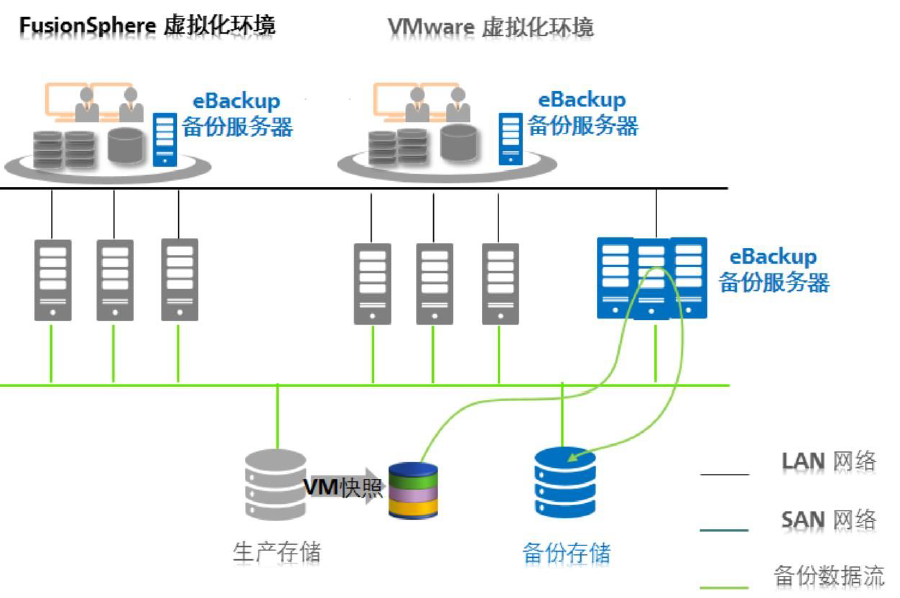 FusionSphere 虚拟化环境
VMware 虚拟化环境
eBackup
备份服务器
eBackup
备份服务器
eBackup
备份服务器
VM快照
生产存储
备份存储
LAN 网络
SAN 网络
备份数据流